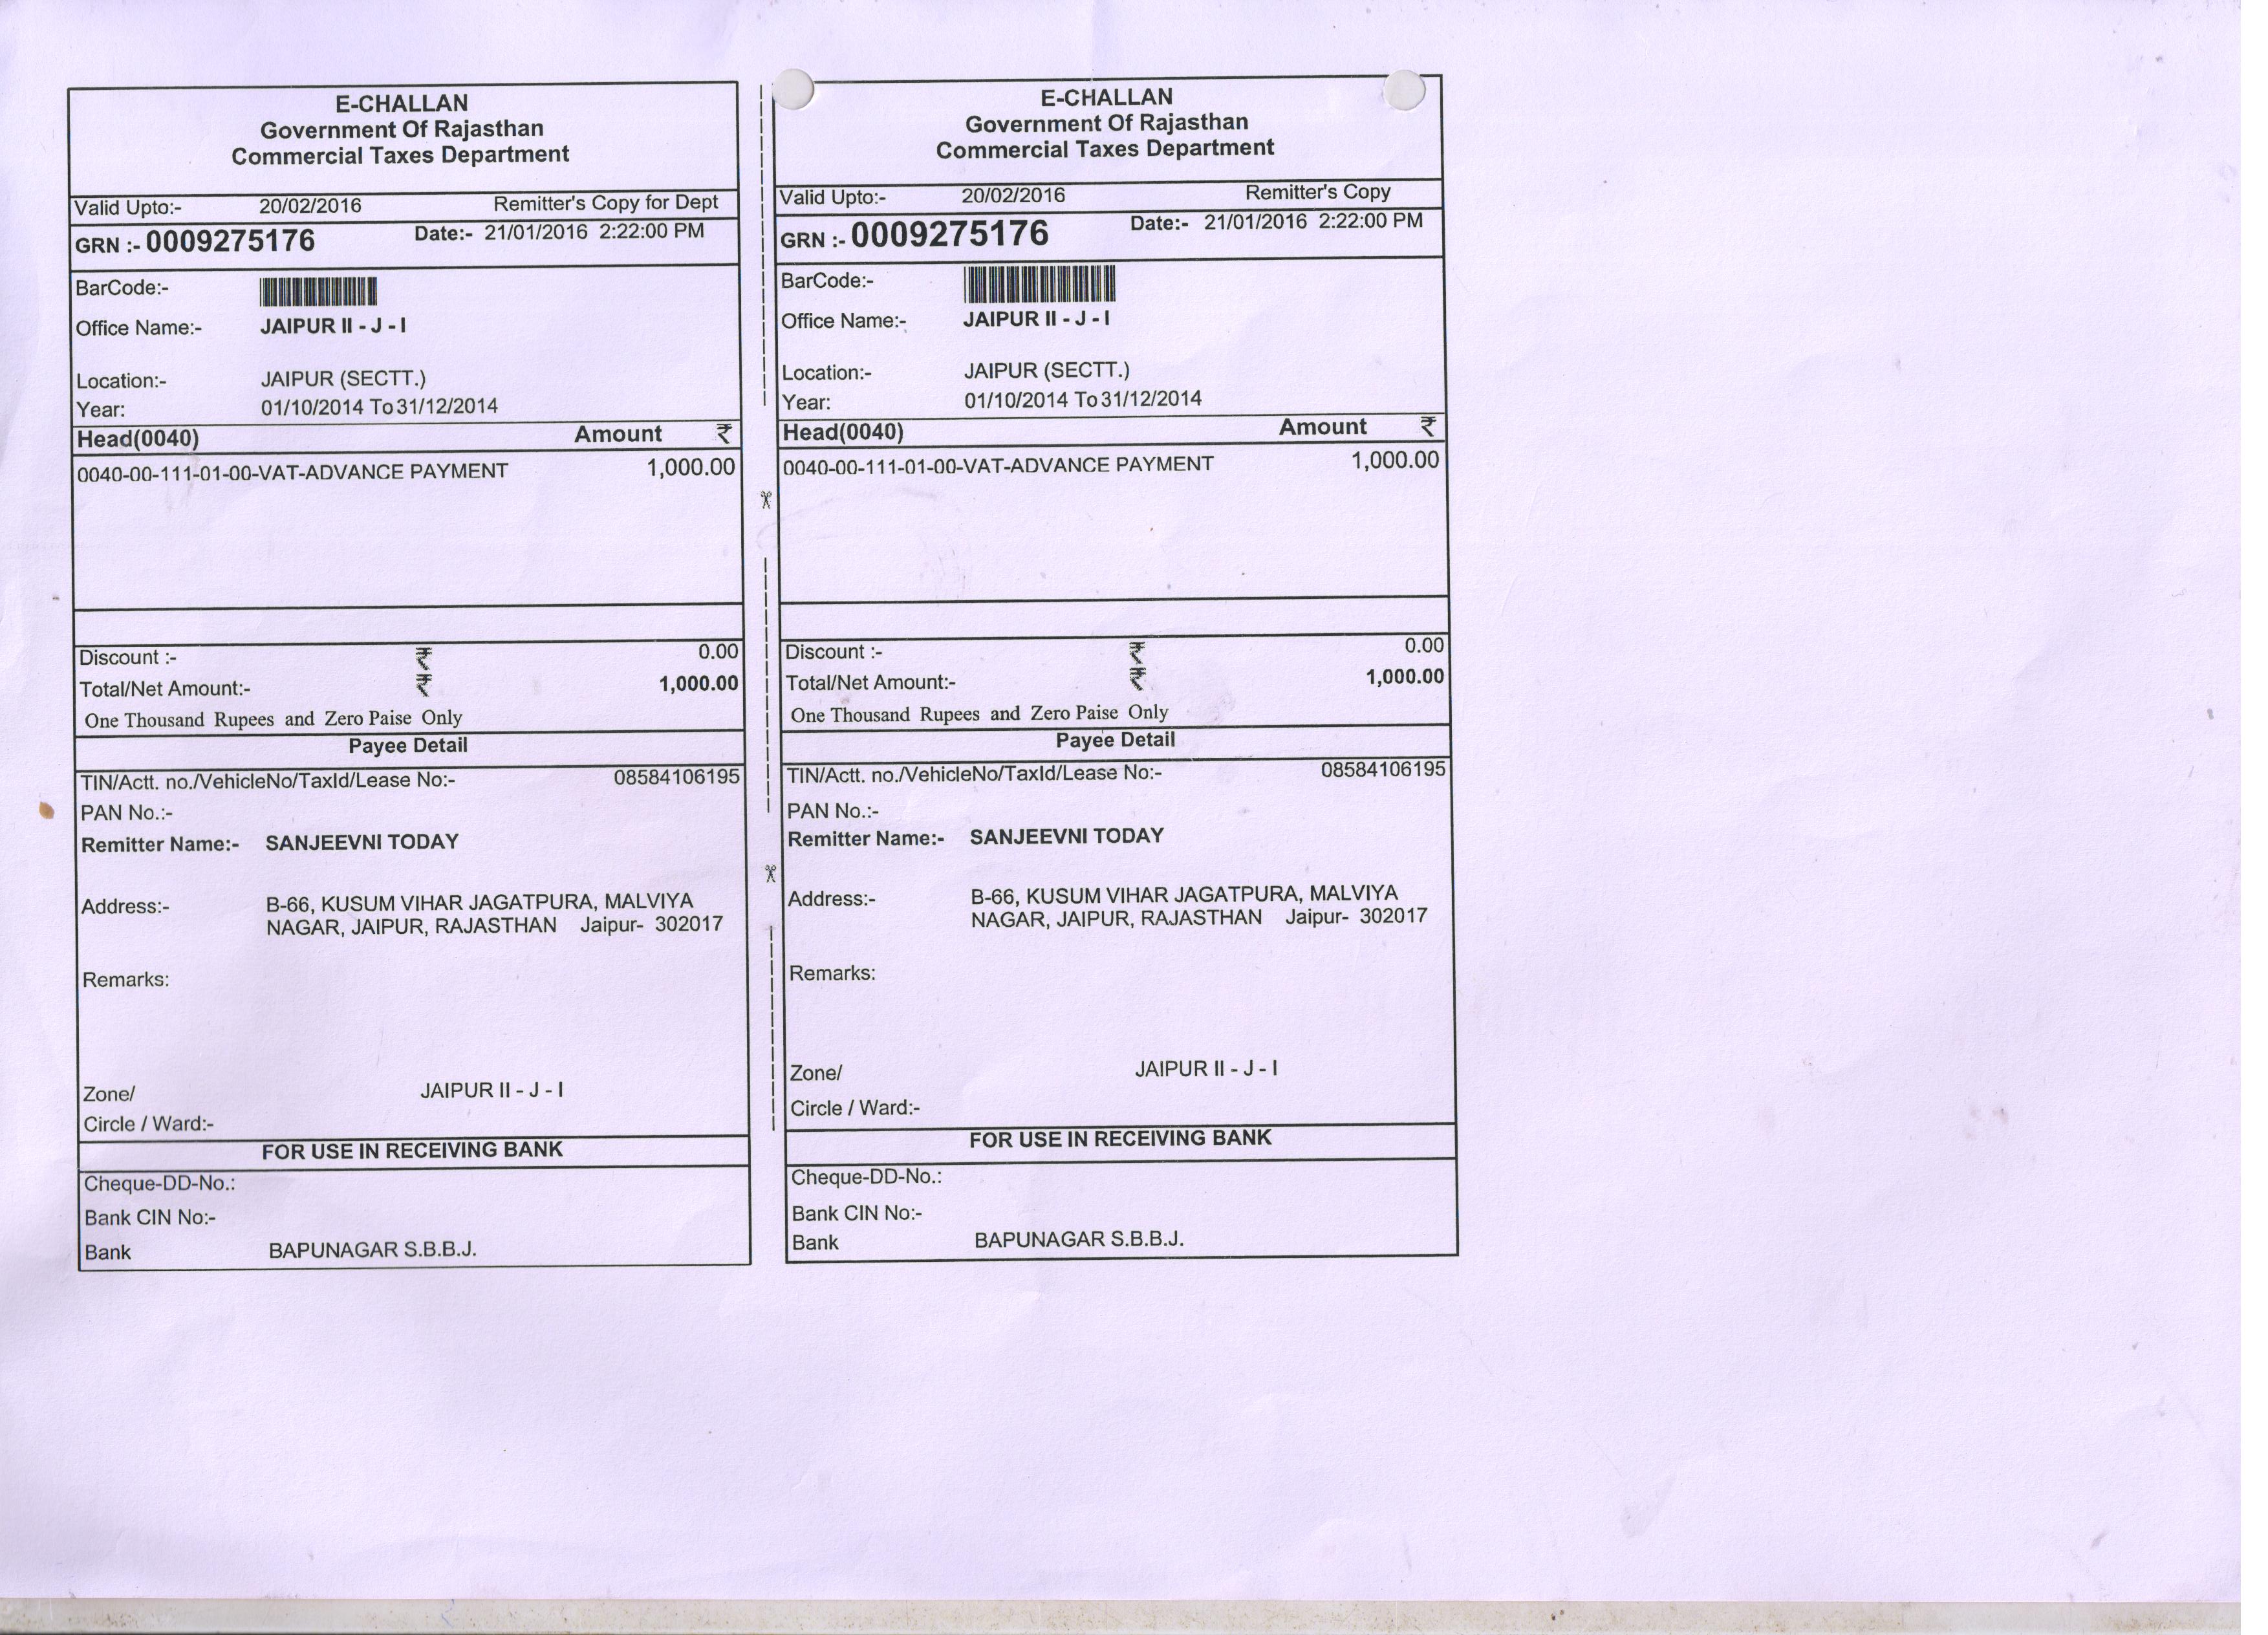 E-CHALLAN
Government Of Rajasthan
Commercial Taxes Department
Valid Upto:- 20/02/2016 Remitter's Copy for Dept
GRN :- 0009275176 Date:- 21/01/2016 2:22:00 PM
BarCode:-
Office Name:- JAIPUR II - J - I
Location:- JAIPUR (SECTT.)
Year: 01/10/2014 To 31/12/2014
Head(0040) Amount ₹
0040-00-111-01-00-VAT-ADVANCE PAYMENT 1,000.00
Discount :- ₹ 0.00
Total/Net Amount:- ₹ 1,000.00
One Thousand Rupees and Zero Paise Only
Payee Detail
TIN/Actt. no./VehicleNo/TaxId/Lease No:- 08584106195
PAN No.:-
Remitter Name:- SANJEEVNI TODAY
Address:- B-66, KUSUM VIHAR JAGATPURA, MALVIYA
NAGAR, JAIPUR, RAJASTHAN Jaipur- 302017
Remarks:
Zone/ JAIPUR II - J - I
Circle / Ward:-
FOR USE IN RECEIVING BANK
Cheque-DD-No.:
Bank CIN No:-
Bank BAPUNAGAR S.B.B.J.
E-CHALLAN
Government Of Rajasthan
Commercial Taxes Department
Valid Upto:- 20/02/2016 Remitter's Copy
GRN :- 0009275176 Date:- 21/01/2016 2:22:00 PM
BarCode:-
Office Name:- JAIPUR II - J - I
Location:- JAIPUR (SECTT.)
Year: 01/10/2014 To 31/12/2014
Head(0040) Amount ₹
0040-00-111-01-00-VAT-ADVANCE PAYMENT 1,000.00
Discount :- ₹ 0.00
Total/Net Amount:- ₹ 1,000.00
One Thousand Rupees and Zero Paise Only
Payee Detail
TIN/Actt. no./VehicleNo/TaxId/Lease No:- 08584106195
PAN No.:-
Remitter Name:- SANJEEVNI TODAY
Address:- B-66, KUSUM VIHAR JAGATPURA, MALVIYA
NAGAR, JAIPUR, RAJASTHAN Jaipur- 302017
Remarks:
Zone/ JAIPUR II - J - I
Circle / Ward:-
FOR USE IN RECEIVING BANK
Cheque-DD-No.:
Bank CIN No:-
Bank BAPUNAGAR S.B.B.J.